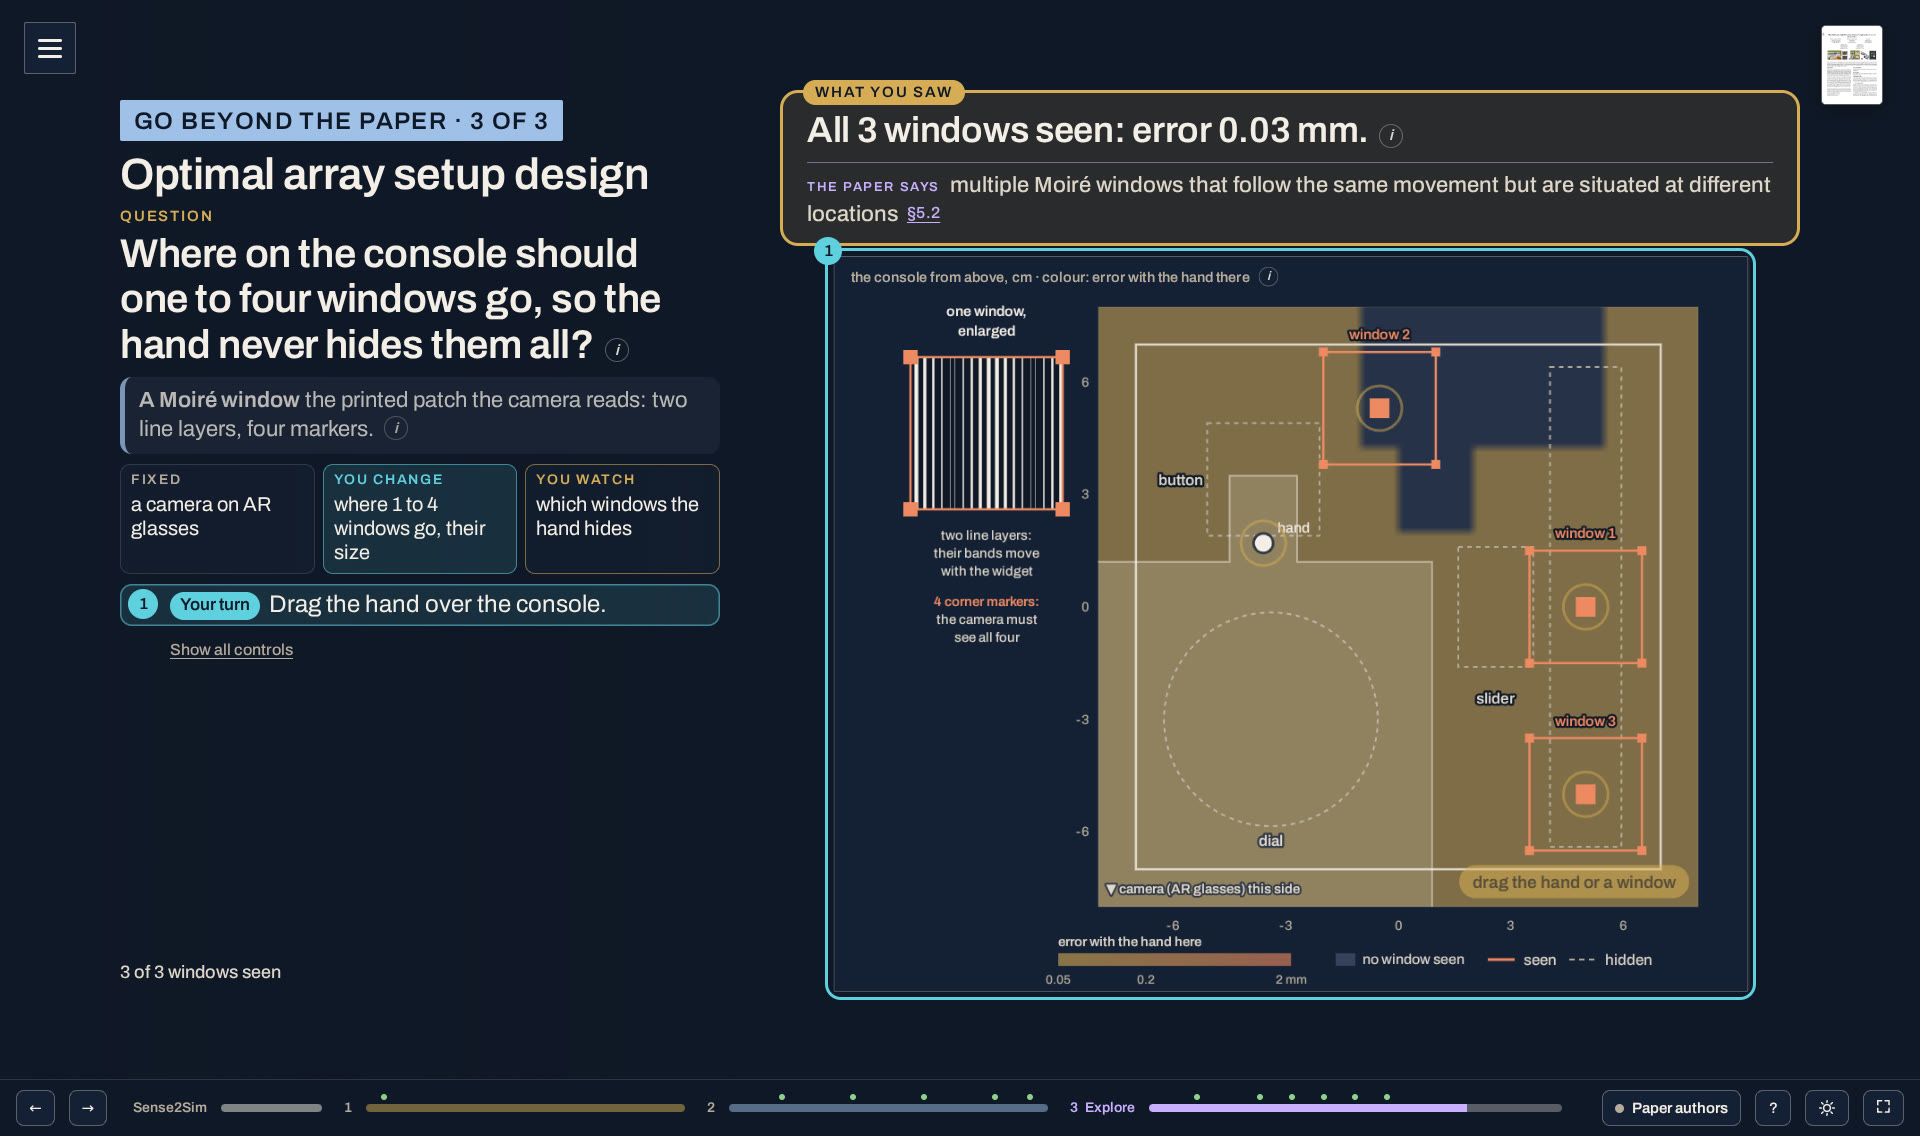 GO BEYOND THE PAPER · 3 OF 3
Optimal array setup design
QUESTION
Where on the console should
one to four windows go, so the
hand never hides them all? i
A Moiré window the printed patch the camera reads: two
line layers, four markers. i
FIXED
a camera on AR
glasses
YOU CHANGE
where 1 to 4
windows go, their
size
YOU WATCH
which windows the
hand hides
1 Your turn Drag the hand over the console.
Show all controls
3 of 3 windows seen
WHAT YOU SAW
All 3 windows seen: error 0.03 mm. i
THE PAPER SAYS multiple Moiré windows that follow the same movement but are situated at different
locations §5.2
1
the console from above, cm · colour: error with the hand there i
one window,
enlarged
two line layers:
their bands move
with the widget
4 corner markers:
the camera must
see all four
6
3
0
-3
-6
window 2
button
hand
window 1
slider
window 3
dial
▼ camera (AR glasses) this side
drag the hand or a window
-6 -3 0 3 6
error with the hand here
0.05 0.2 2 mm
no window seen seen hidden
← → Sense2Sim 1 2 3 Explore Paper authors ?